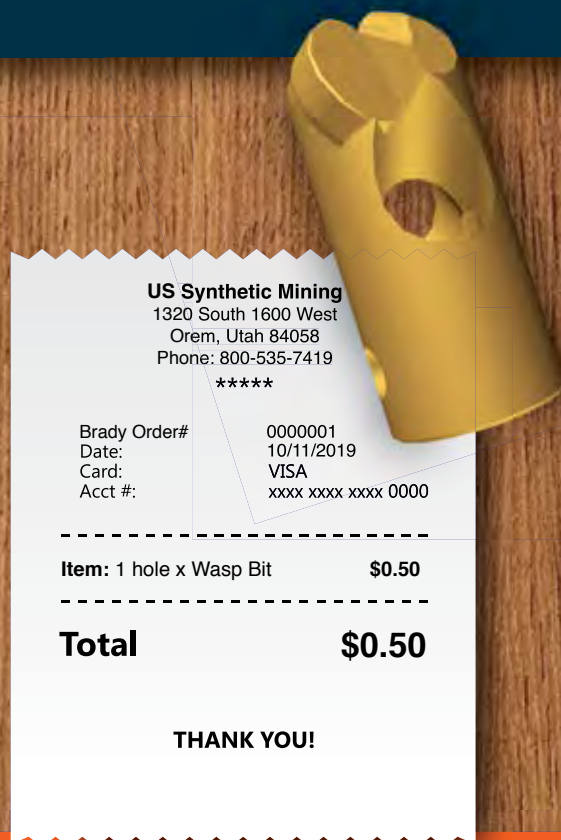 US Synthetic Mining
1320 South 1600 West
Orem, Utah 84058
Phone: 800-535-7419
*****
Brady Order# 0000001
Date: 10/11/2019
Card: VISA
Acct #: xxxx xxxx xxxx 0000
Item: 1 hole x Wasp Bit $0.50
Total $0.50
THANK YOU!